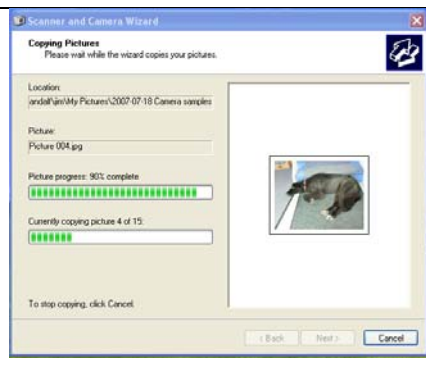 Scanner and Camera Wizard
Copying Pictures
Please wait while the wizard copies your pictures.
Location:
andall\jim\My Pictures\2007-07-18 Camera samples
Picture:
Picture 004.jpg
Picture progress: 90% complete
Currently copying picture 4 of 15:
To stop copying, click Cancel.
< Back Next > Cancel